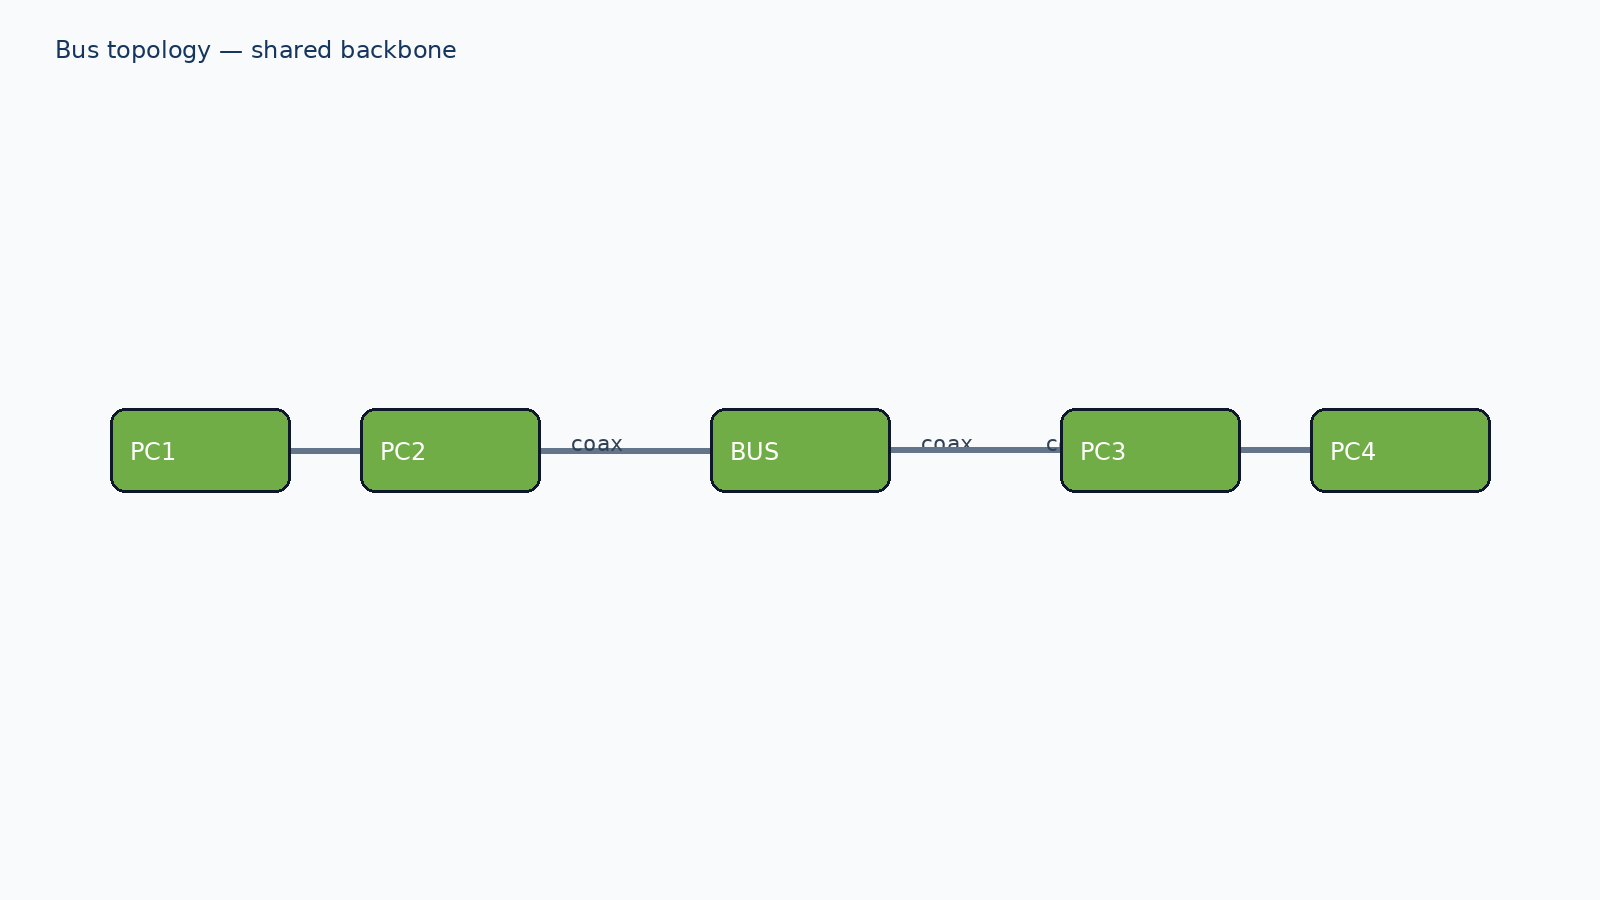 Bus topology — shared backbone
PC1
PC2
coax
BUS
coax
PC3
PC4